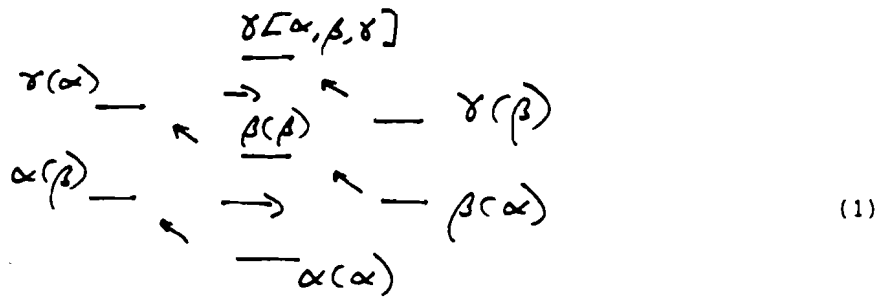 γ[α,β,γ]
γ(α) → ↖ γ(β)
↖ β(β)
α(β) → ↖ β(α) (1)
↖ α(α)